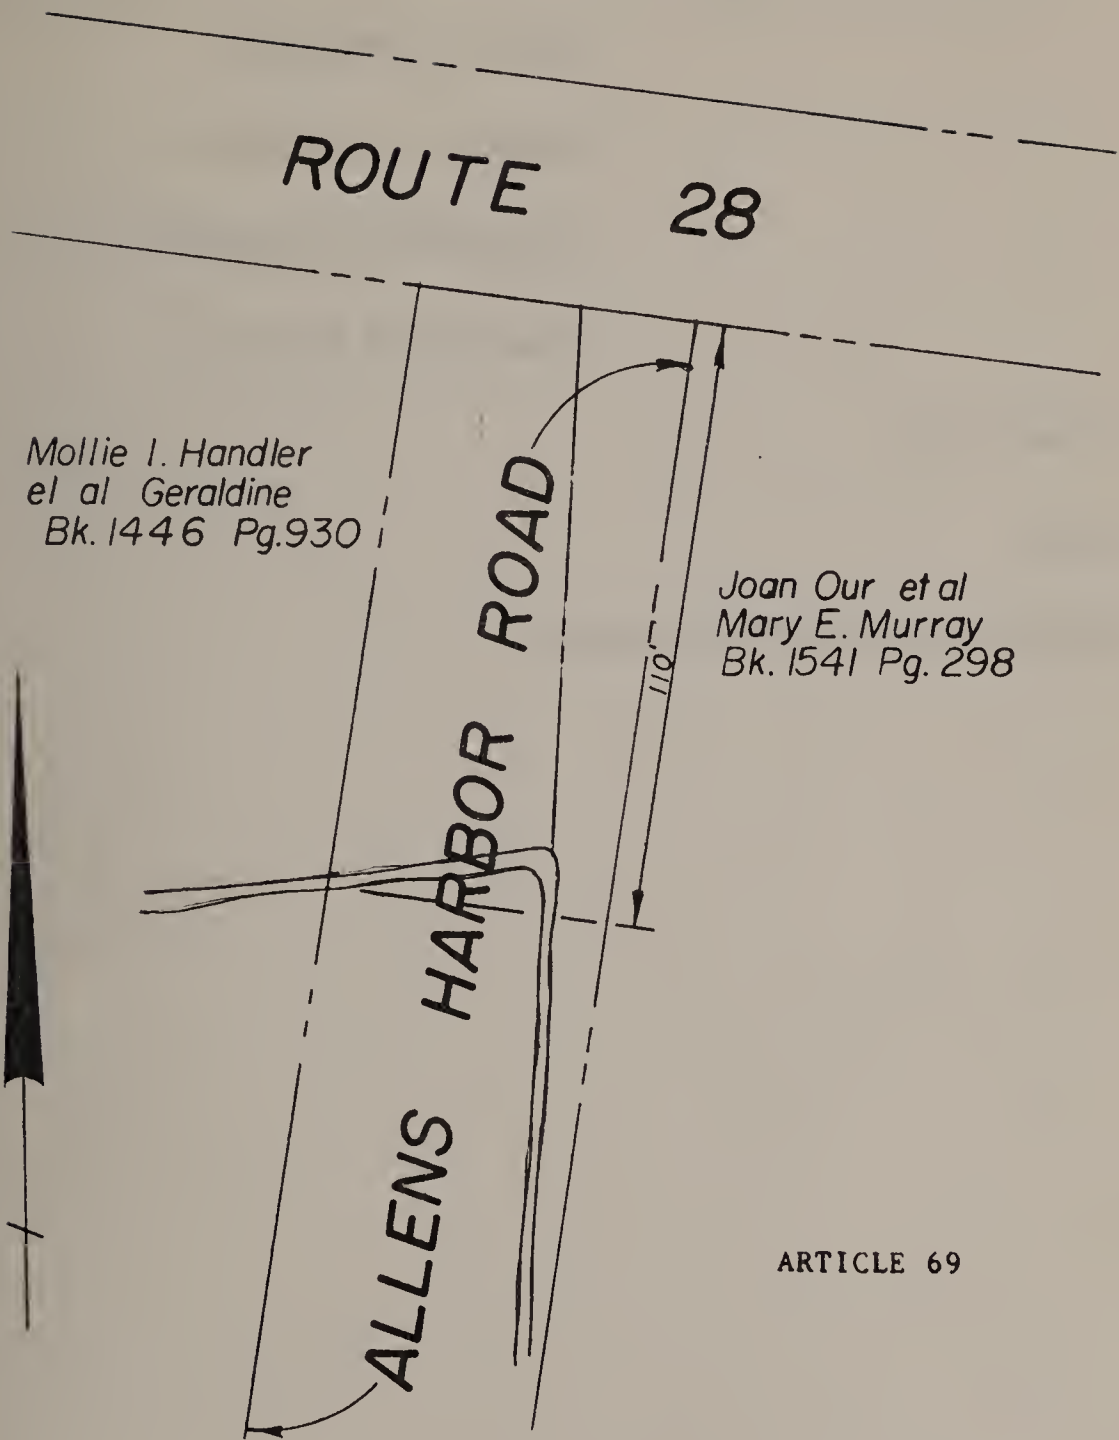 ROUTE 28
Mollie I. Handler
el al Geraldine
Bk. 1446 Pg. 930
Joan Our et al
Mary E. Murray
Bk. 1541 Pg. 298
110'
ALLENS HARBOR ROAD
ARTICLE 69